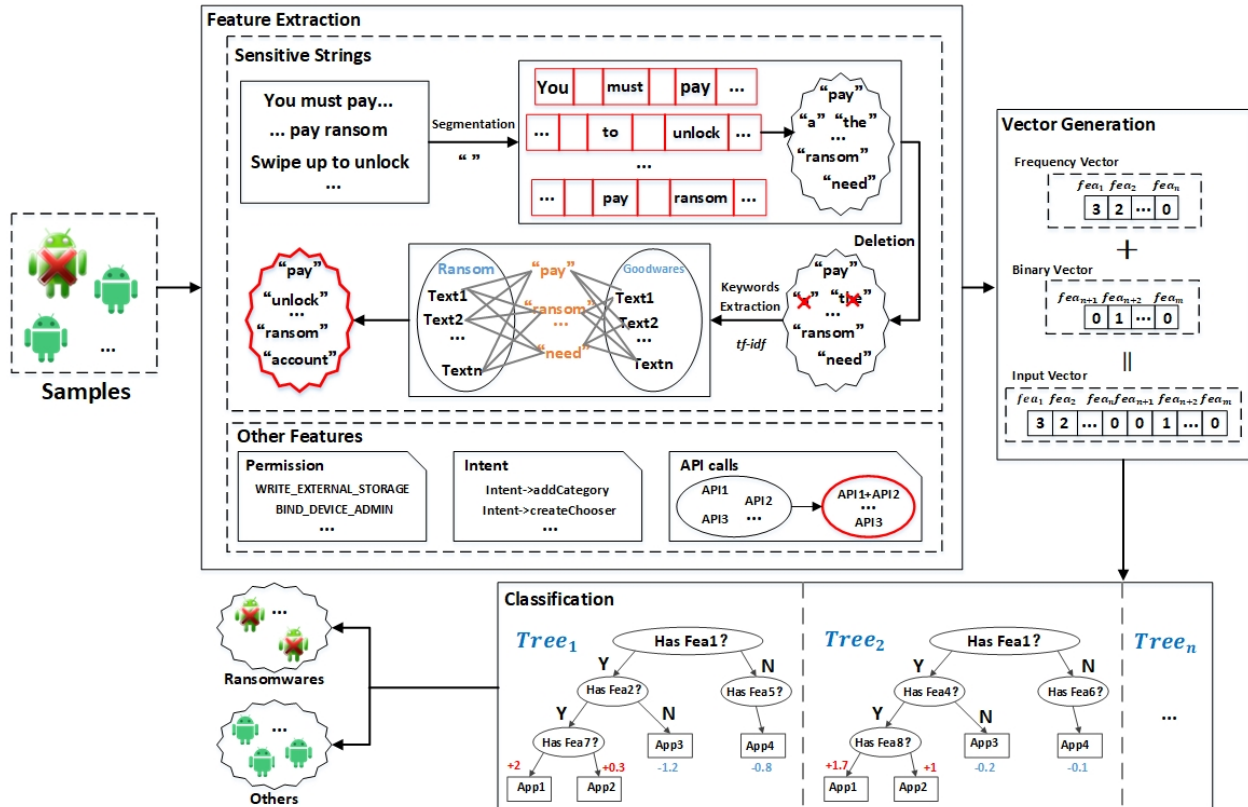 Feature Extraction
Sensitive Strings
You must pay...
... pay ransom
Swipe up to unlock
...
Segmentation
“ ”
You must pay ...
... to unlock ...
...
... pay ransom ...
“pay”
“a” “the”
...
“ransom”
“need”
Deletion
“pay”
“a” “the”
...
“ransom”
“need”
Keywords
Extraction
tf-idf
Ransom
Text1
Text2
...
Textn
“pay”
“ransom”
...
“need”
Goodwares
Text1
Text2
...
Textn
“pay”
“unlock”
...
“ransom”
“account”
...
Samples
Other Features
Permission
WRITE_EXTERNAL_STORAGE
BIND_DEVICE_ADMIN
...
Intent
Intent->addCategory
Intent->createChooser
...
API calls
API1
API2
API3 ...
API1+API2
...
API3
Vector Generation
Frequency Vector
fea1 fea2 fean
3 2 ... 0
+
Binary Vector
fean+1 fean+2 feam
0 1 ... 0
||
Input Vector
fea1 fea2 fean fean+1 fean+2 feam
3 2 ... 0 0 1 ... 0
Classification
Tree1
Has Fea1?
Y N
Has Fea2? Has Fea5?
Y N
Has Fea7? App3 App4
-1.2 -0.8
+2 +0.3
App1 App2
Tree2
Has Fea1?
Y N
Has Fea4? Has Fea6?
Y N
Has Fea8? App3 App4
-0.2 -0.1
+1.7 +1
App1 App2
Treen
...
...
Ransomwares
...
Others